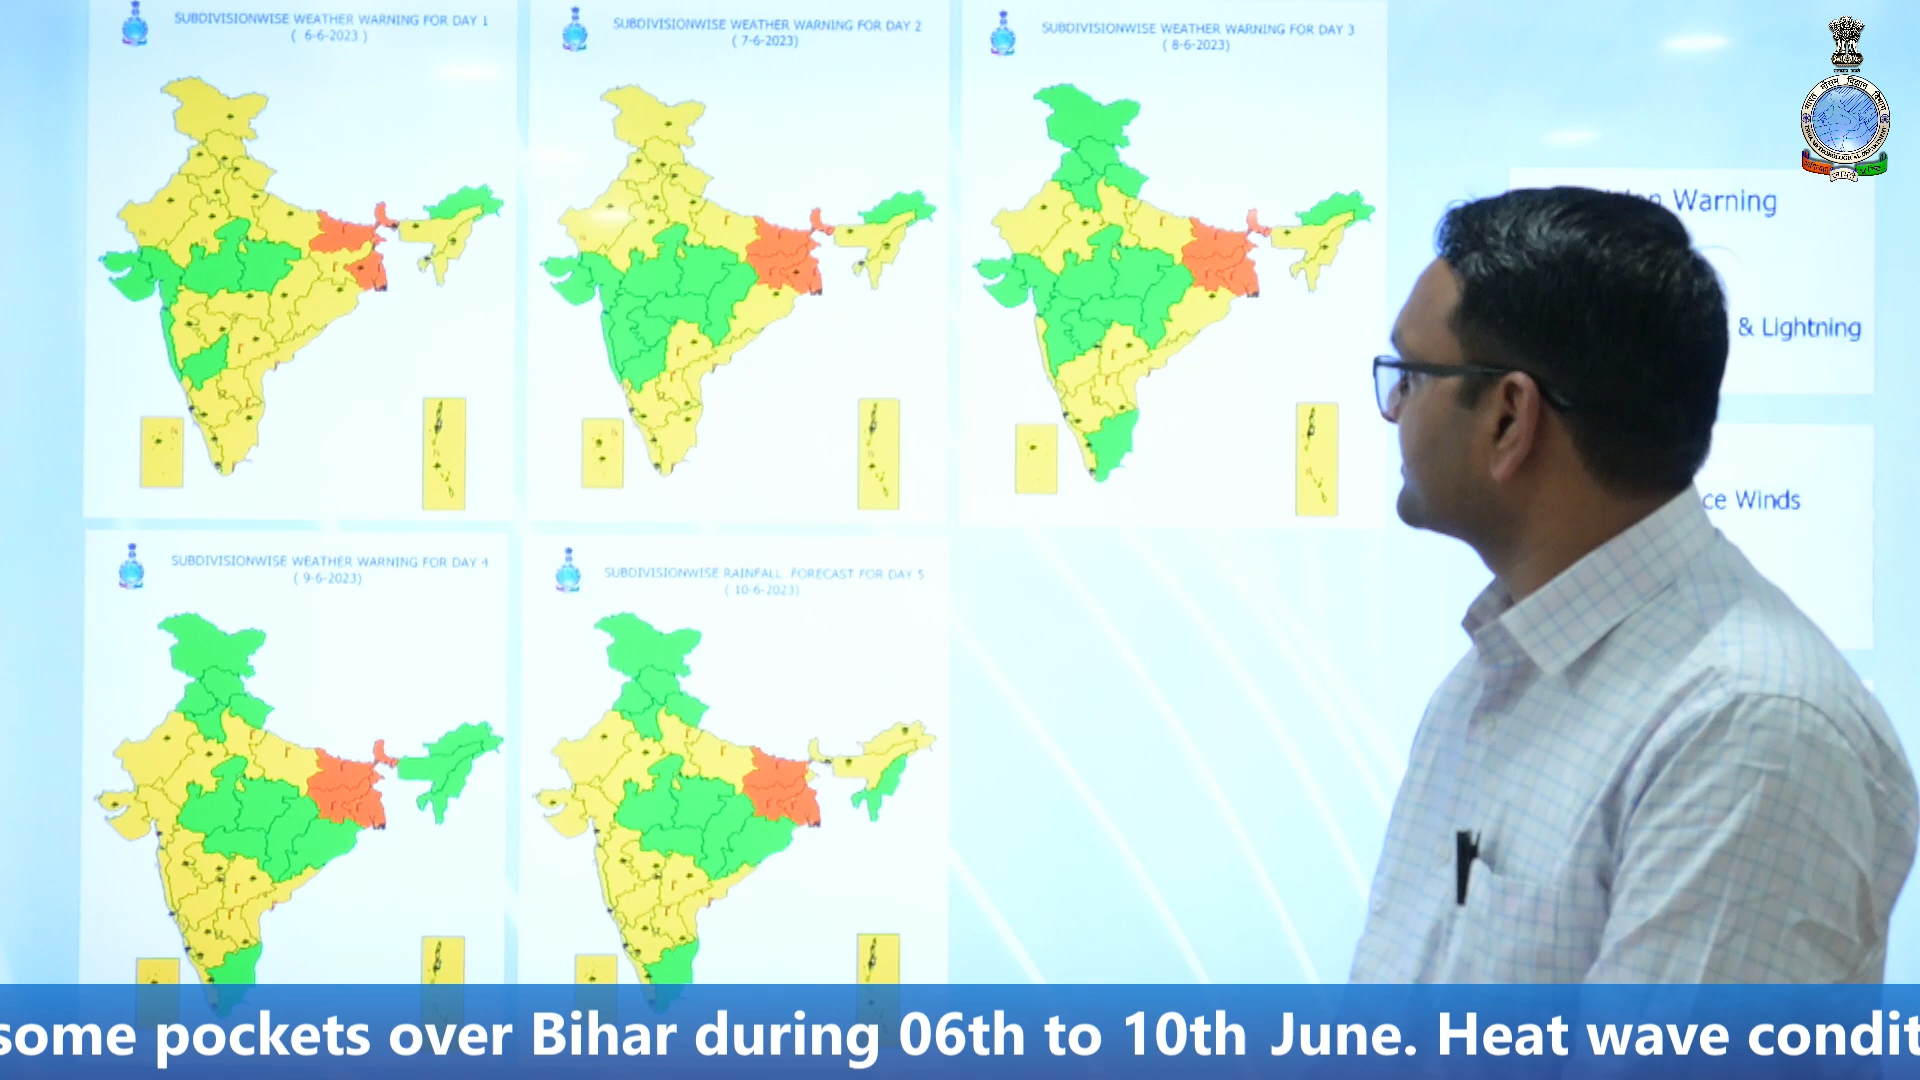 SUBDIVISIONWISE WEATHER WARNING FOR DAY 1
( 6-6-2023 )
SUBDIVISIONWISE WEATHER WARNING FOR DAY 2
( 7-6-2023)
SUBDIVISIONWISE WEATHER WARNING FOR DAY 3
( 8-6-2023)
Warning
& Lightning
ce Winds
SUBDIVISIONWISE WEATHER WARNING FOR DAY 4
( 9-6-2023)
SUBDIVISIONWISE RAINFALL FORECAST FOR DAY 5
( 10-6-2023)
some pockets over Bihar during 06th to 10th June. Heat wave condit